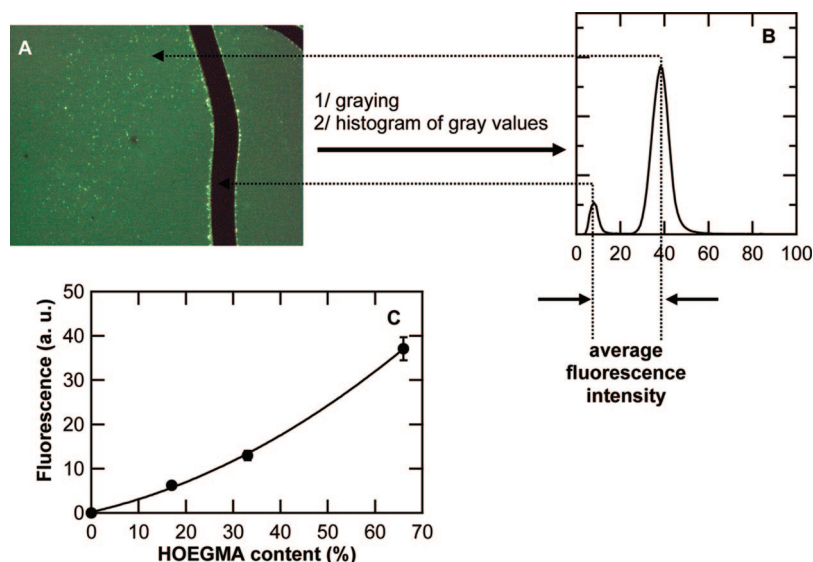 A
1/ graying
2/ histogram of gray values
B
0 20 40 60 80 100
average
fluorescence
intensity
C
Fluorescence (a. u.)
50
40
30
20
10
0
0 10 20 30 40 50 60 70
HOEGMA content (%)